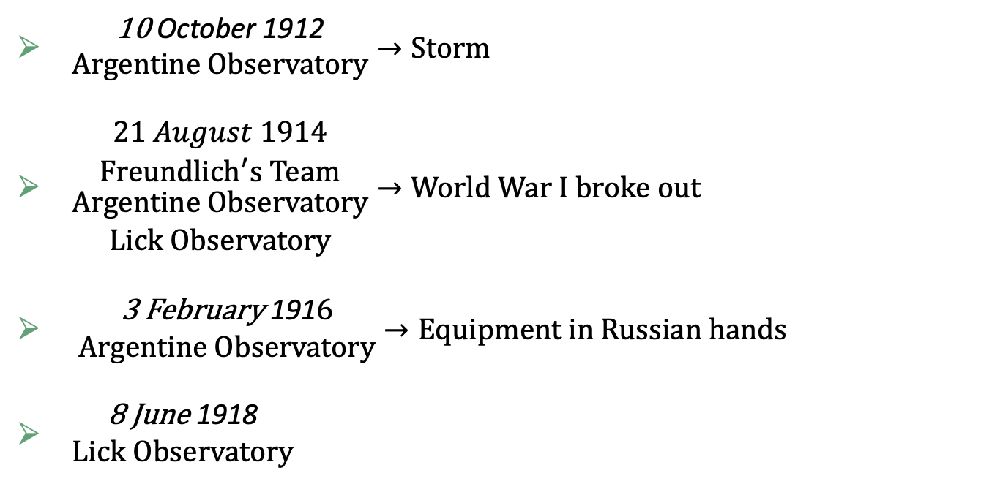 10 October 1912
Argentine Observatory → Storm
21 August 1914
Freundlich's Team
Argentine Observatory
Lick Observatory
→ World War I broke out
3 February 1916
Argentine Observatory → Equipment in Russian hands
8 June 1918
Lick Observatory